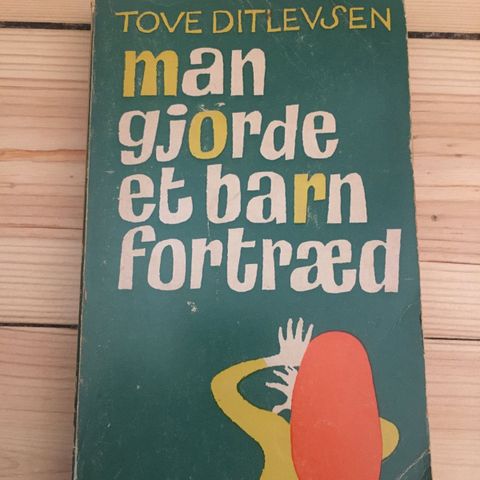 TOVE DITLEVSEN
man
gjorde
et barn
fortræd